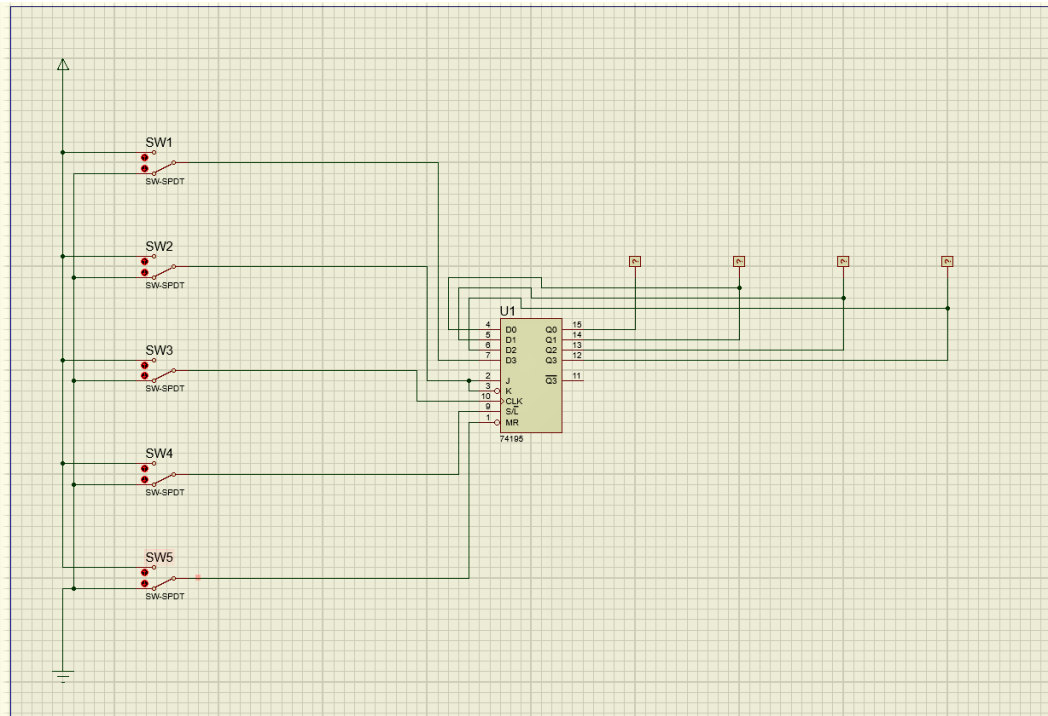 SW1
SW-SPDT
SW2
SW-SPDT
SW3
SW-SPDT
SW4
SW-SPDT
SW5
SW-SPDT
? ? ? ?
U1
4 D0 Q0 15
5 D1 Q1 14
6 D2 Q2 13
7 D3 Q3 12
2 J Q3 11
3 K
10 CLK
9 S/L
1 MR
74195